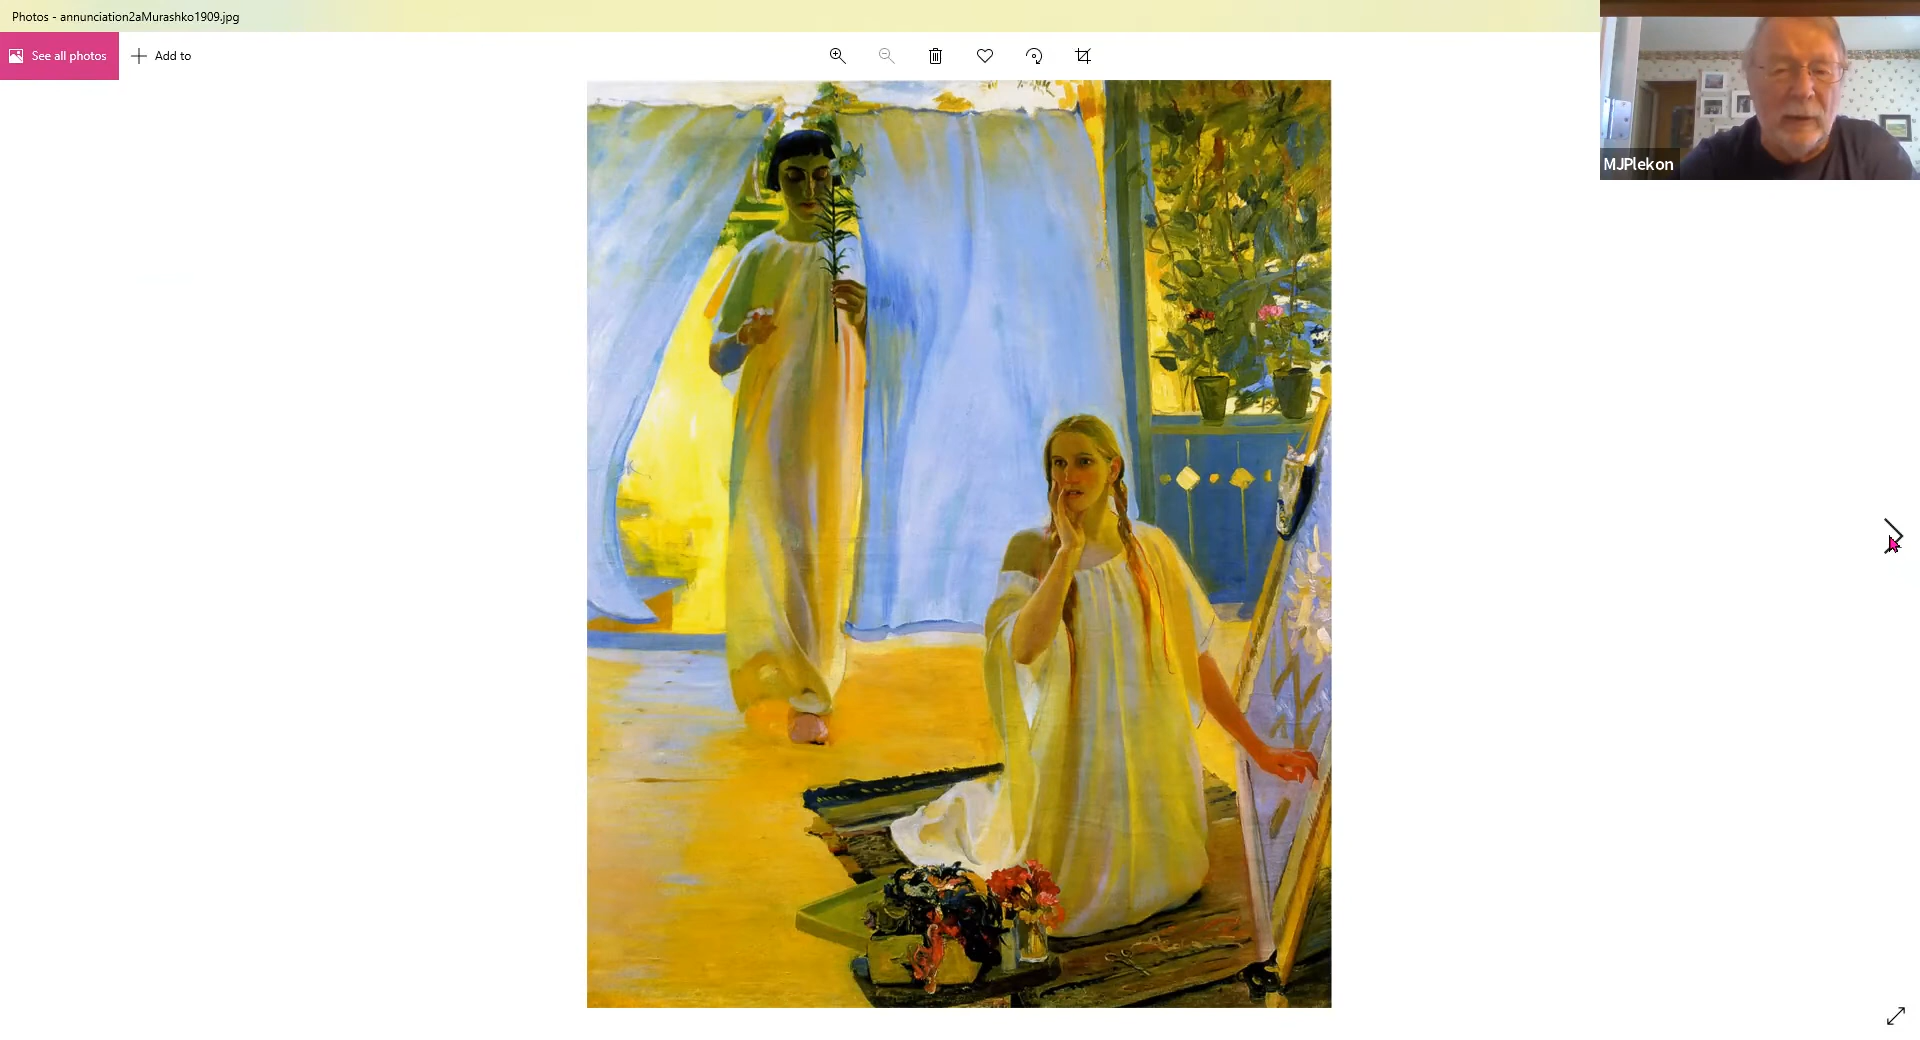 Photos - annunciation2aMurashko1909.jpg
See all photos
Add to
MJPlekon